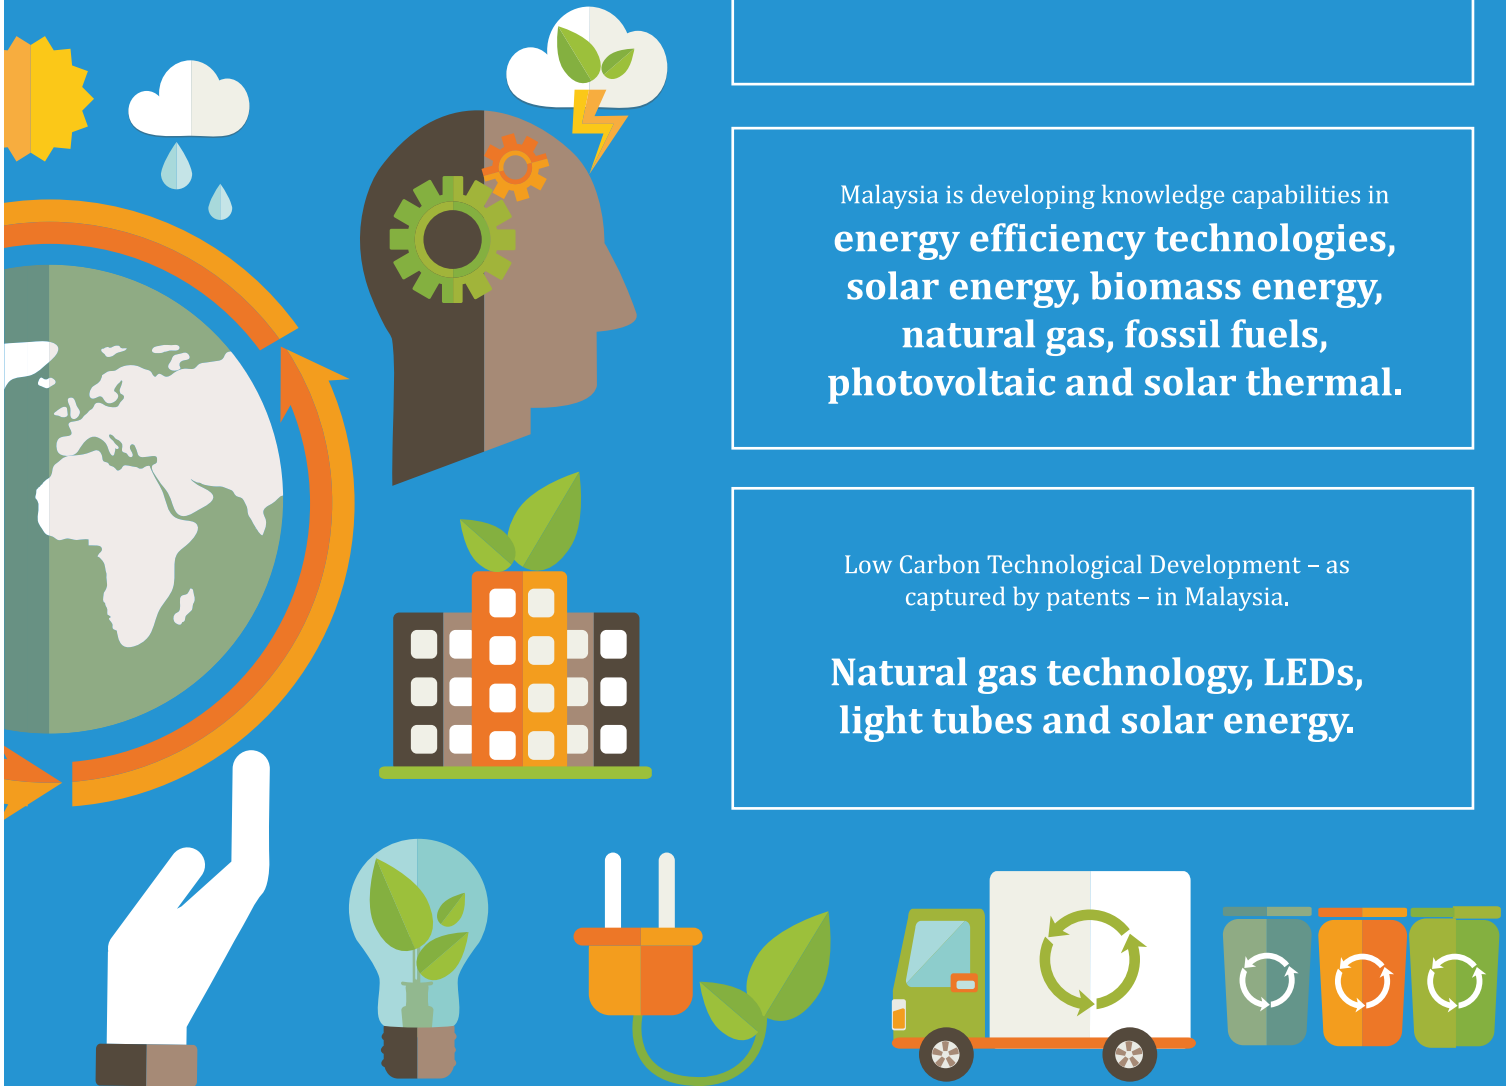 Malaysia is developing knowledge capabilities in
energy efficiency technologies,
solar energy, biomass energy,
natural gas, fossil fuels,
photovoltaic and solar thermal.
Low Carbon Technological Development – as
captured by patents – in Malaysia.
Natural gas technology, LEDs,
light tubes and solar energy.